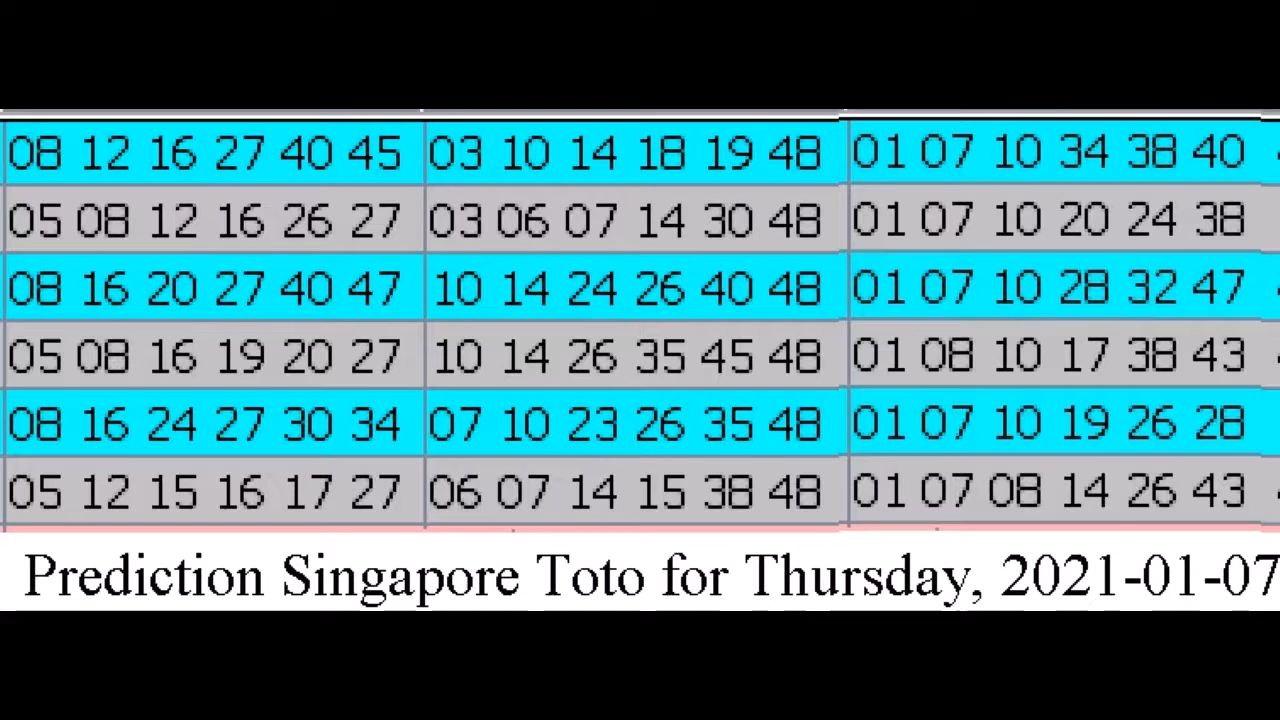 08 12 16 27 40 45 03 10 14 18 19 48 01 07 10 34 38 40
05 08 12 16 26 27 03 06 07 14 30 48 01 07 10 20 24 38
08 16 20 27 40 47 10 14 24 26 40 48 01 07 10 28 32 47
05 08 16 19 20 27 10 14 26 35 45 48 01 08 10 17 38 43
08 16 24 27 30 34 07 10 23 26 35 48 01 07 10 19 26 28
05 12 15 16 17 27 06 07 14 15 38 48 01 07 08 14 26 43
Prediction Singapore Toto for Thursday, 2021-01-07